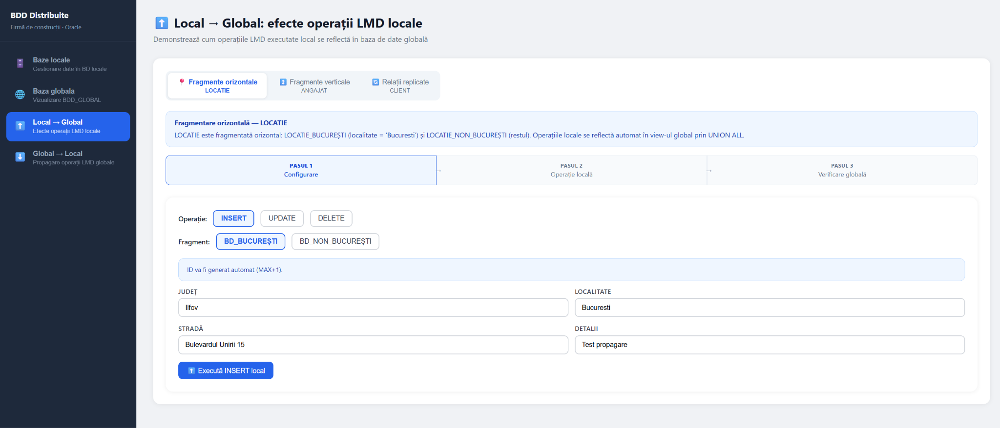 BDD Distribuite
Firmă de construcții · Oracle
Baze locale
Gestionare date în BD locale
Baza globală
Vizualizare BDD_GLOBAL
Local → Global
Efecte operații LMD locale
Global → Local
Propagare operații LMD globale
Local → Global: efecte operații LMD locale
Demonstrează cum operațiile LMD executate local se reflectă în baza de date globală
Fragmente orizontale
LOCATIE
Fragmente verticale
ANGAJAT
Relații replicate
CLIENT
Fragmentare orizontală — LOCATIE
LOCATIE este fragmentată orizontal: LOCATIE_BUCUREȘTI (localitate = 'Bucuresti') și LOCATIE_NON_BUCUREȘTI (restul). Operațiile locale se reflectă automat în view-ul global prin UNION ALL.
PASUL 1
Configurare
→
PASUL 2
Operație locală
→
PASUL 3
Verificare globală
Operație: INSERT UPDATE DELETE
Fragment: BD_BUCUREȘTI BD_NON_BUCUREȘTI
ID va fi generat automat (MAX+1).
JUDEȚ
Ilfov
LOCALITATE
Bucuresti
STRADĂ
Bulevardul Unirii 15
DETALII
Test propagare
Execută INSERT local